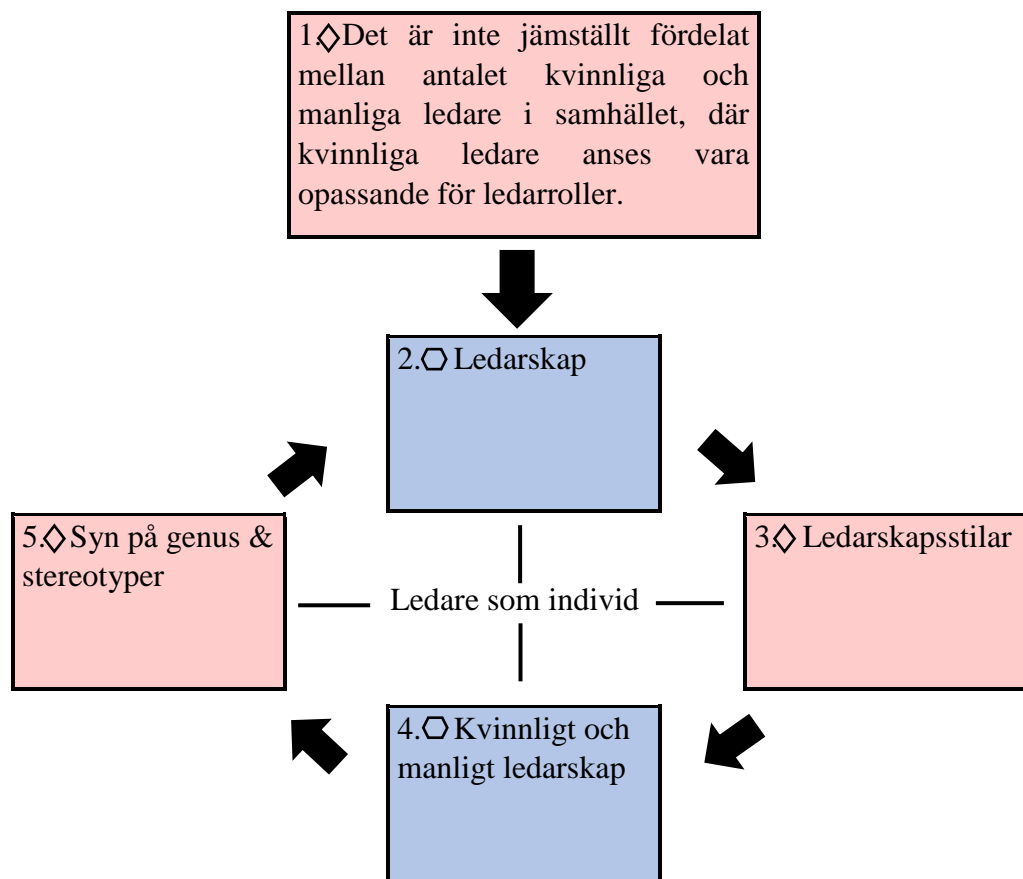 1.◇Det är inte jämställt fördelat
mellan antalet kvinnliga och
manliga ledare i samhället, där
kvinnliga ledare anses vara
opassande för ledarroller.
2.⬡ Ledarskap
5.◇ Syn på genus &
stereotyper
3.◇ Ledarskapsstilar
Ledare som individ
4.⬡ Kvinnligt och
manligt ledarskap